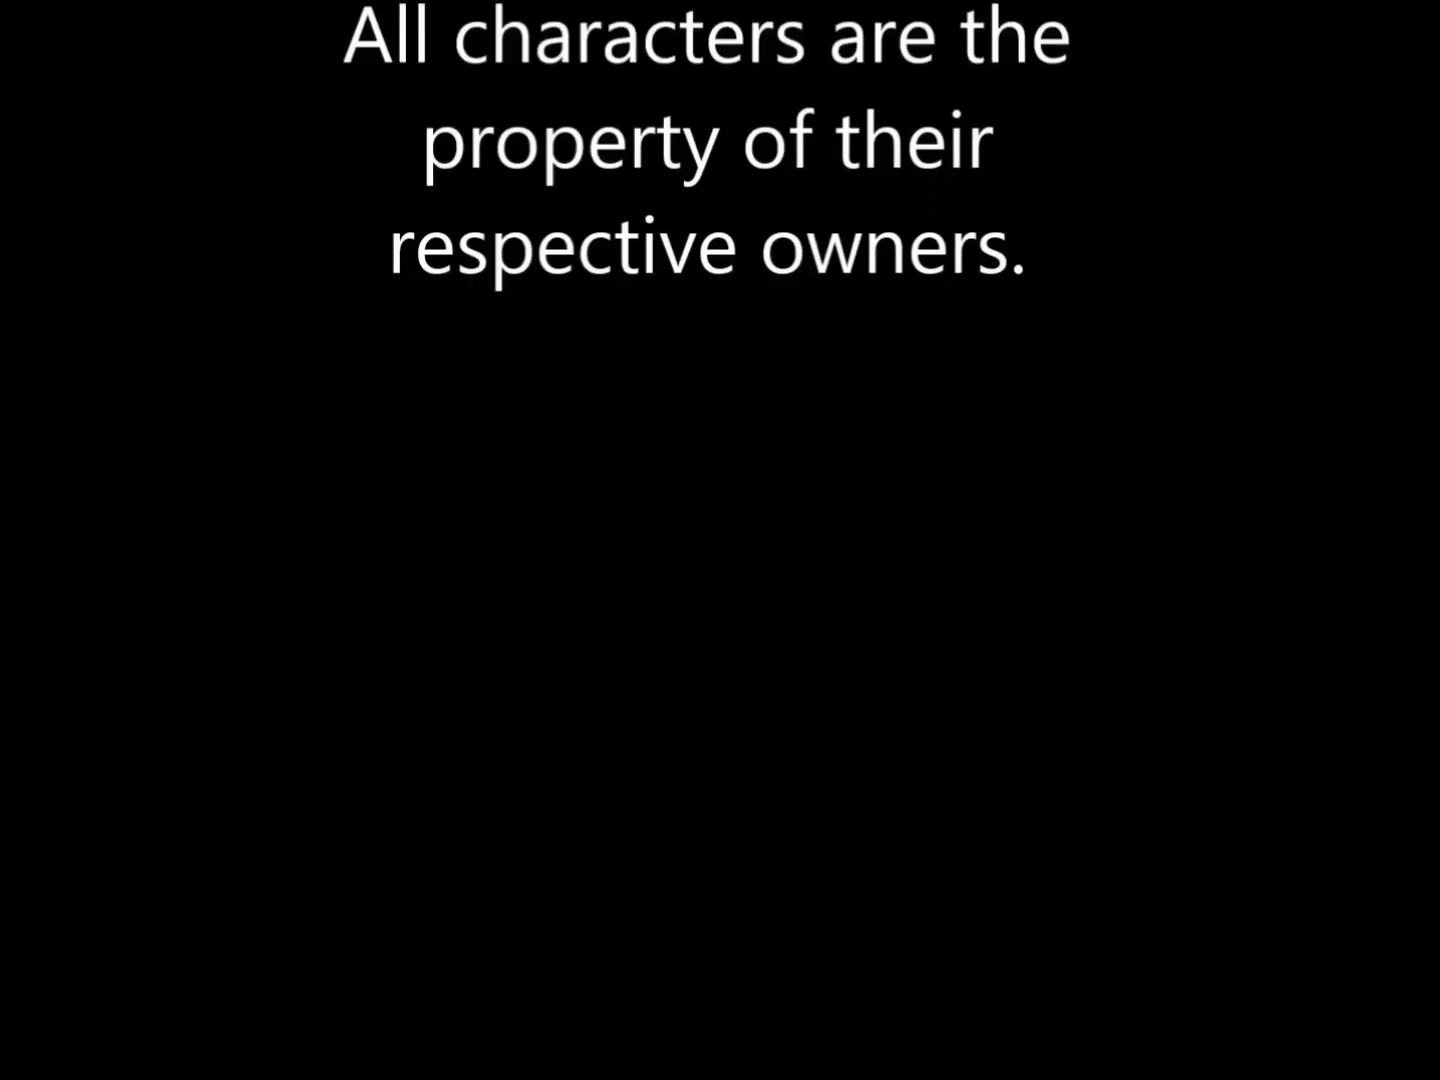 All characters are the
property of their
respective owners.